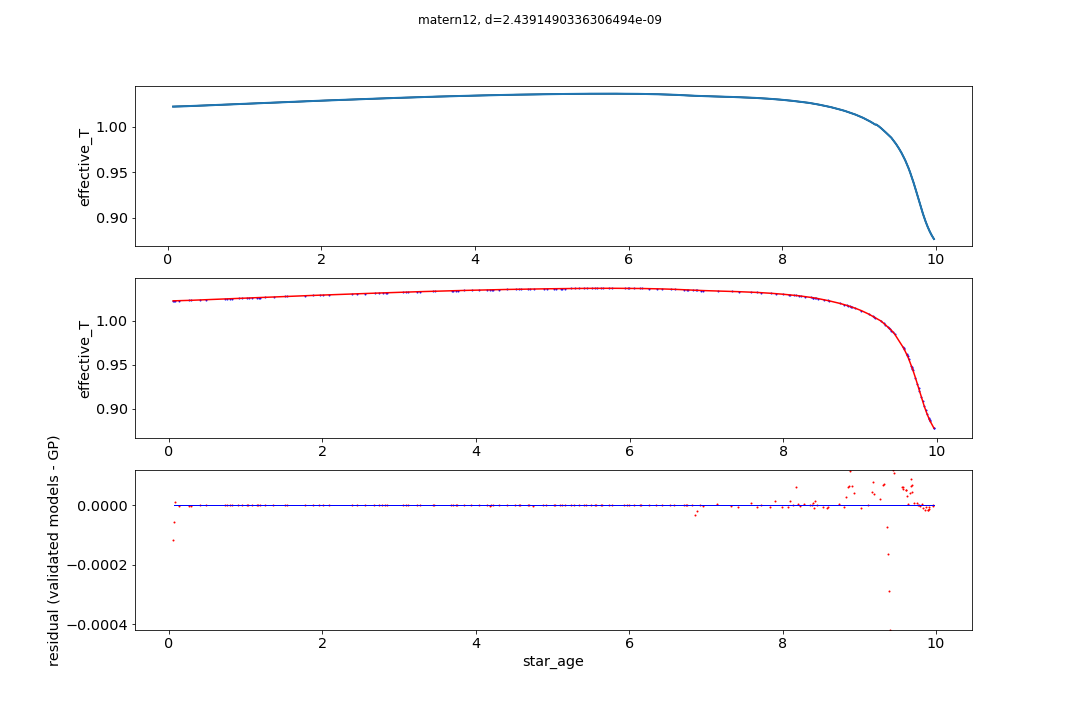 matern12, d=2.4391490336306494e-09
effective_T
1.00
0.95
0.90
0 2 4 6 8 10
effective_T
1.00
0.95
0.90
0 2 4 6 8 10
residual (validated models - GP)
0.0000
−0.0002
−0.0004
0 2 4 6 8 10
star_age